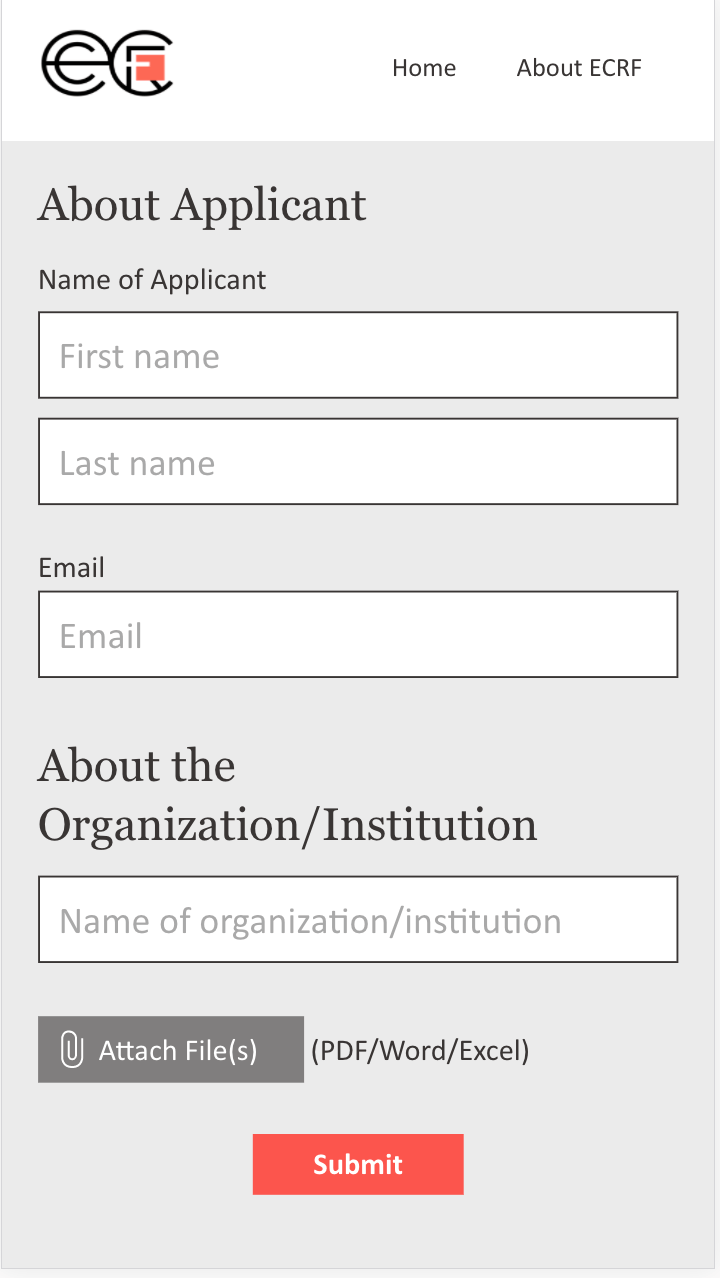 ECRF
Home
About ECRF
About Applicant
Name of Applicant
First name
Last name
Email
Email
About the
Organization/Institution
Name of organization/institution
Attach File(s) (PDF/Word/Excel)
Submit